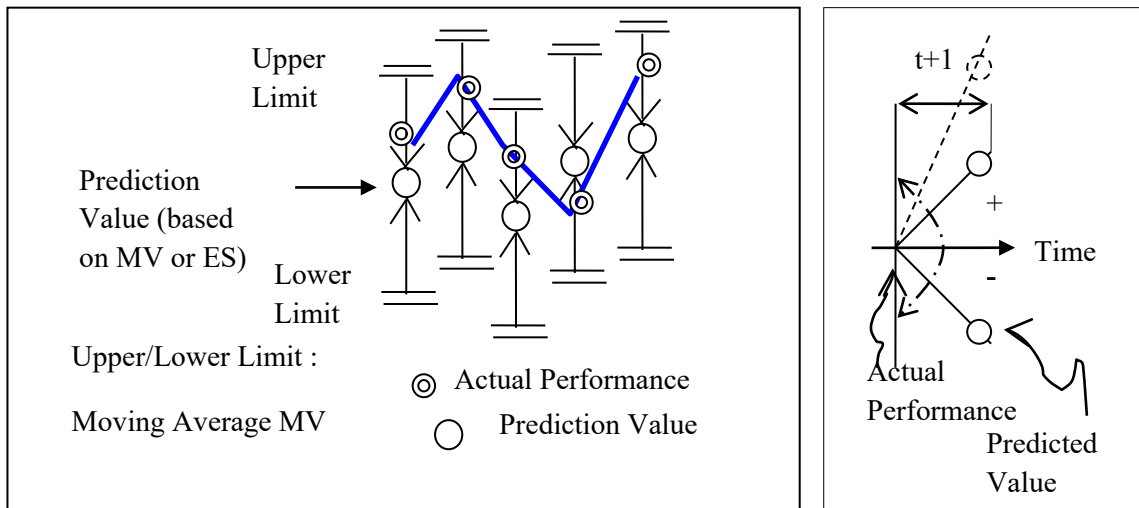 Upper
Limit
Prediction
Value (based
on MV or ES)
Lower
Limit
Upper/Lower Limit :
Moving Average MV
Actual Performance
Prediction Value
t+1
+
Time
-
Actual
Performance
Predicted
Value